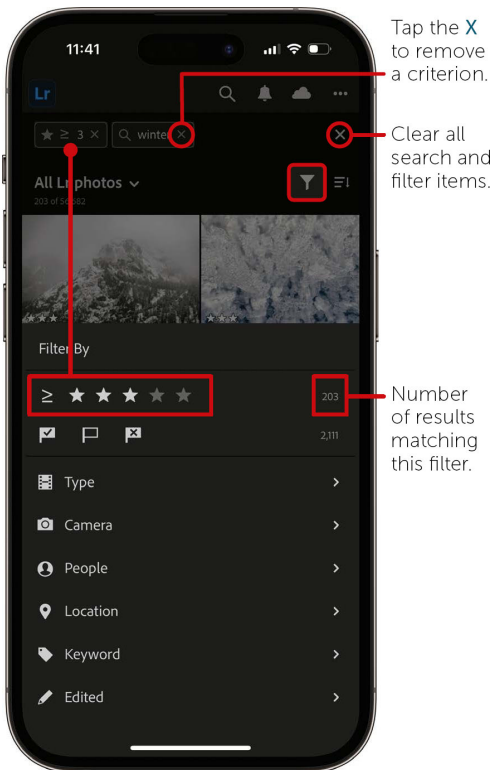 11:41
Lr
★ ≥ 3 ×
winter ×
All Lr photos
203 of 56,682
Filter By
≥ ★ ★ ★ ★ ★
203
2,111
Type
Camera
People
Location
Keyword
Edited
Tap the X
to remove
a criterion.
Clear all
search and
filter items.
Number
of results
matching
this filter.